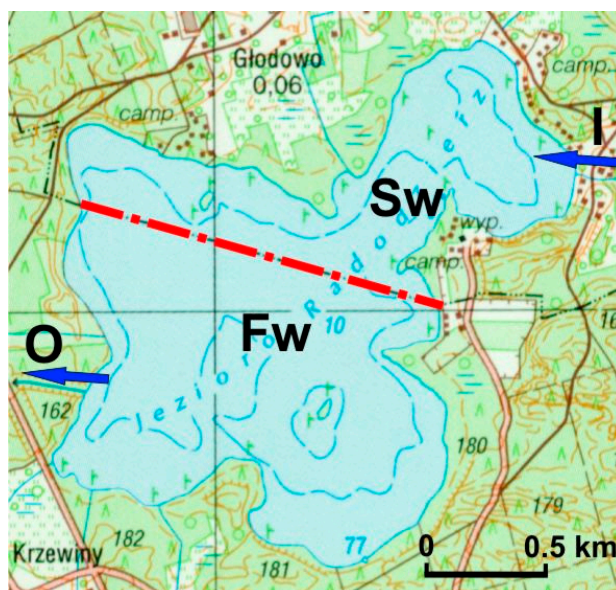 Głodowo
0,06
camp.
camp.
I
Sw
wyp.
camp.
jezioro Radodzierz
10
Fw
O
162
180
179
182
181
77
Krzewiny
0 0.5 km